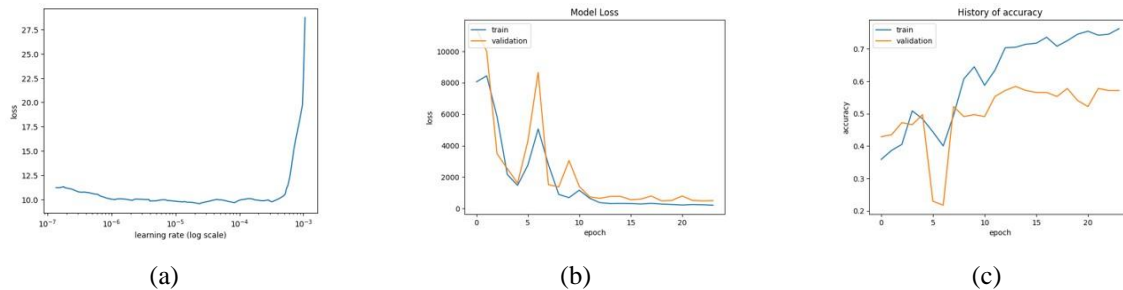 27.5
25.0
22.5
20.0
17.5
15.0
12.5
10.0
loss
10⁻⁷ 10⁻⁶ 10⁻⁵ 10⁻⁴ 10⁻³
learning rate (log scale)
(a)
Model Loss
train
validation
10000
8000
6000
4000
2000
0
loss
0 5 10 15 20
epoch
(b)
History of accuracy
train
validation
0.7
0.6
0.5
0.4
0.3
0.2
accuracy
0 5 10 15 20
epoch
(c)